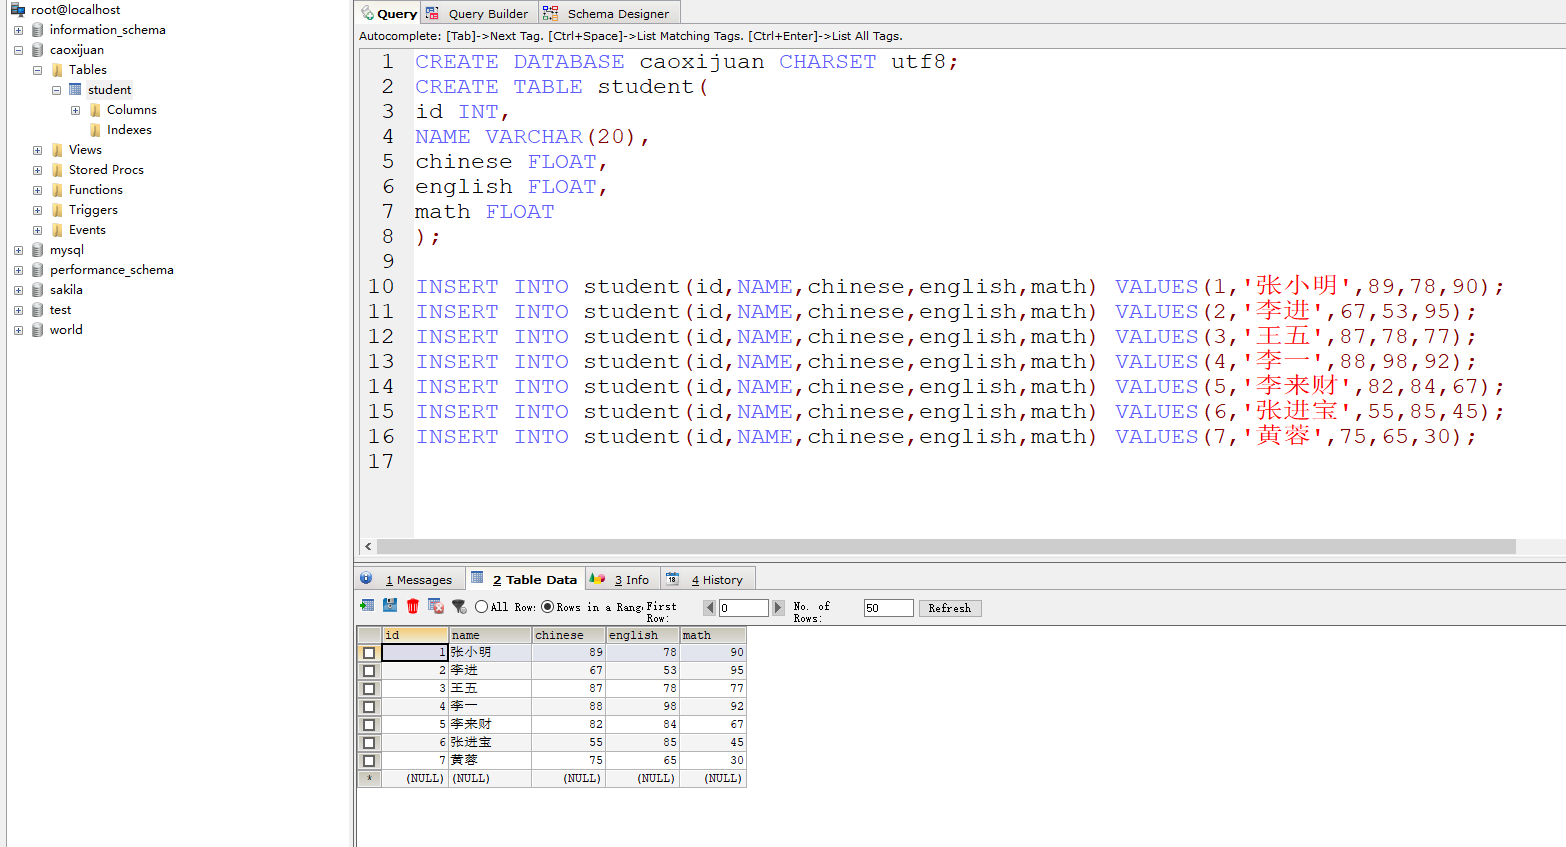 root@localhost
information_schema
caoxijuan
Tables
student
Columns
Indexes
Views
Stored Procs
Functions
Triggers
Events
mysql
performance_schema
sakila
test
world
Query Query Builder Schema Designer
Autocomplete: [Tab]->Next Tag. [Ctrl+Space]->List Matching Tags. [Ctrl+Enter]->List All Tags.
1 CREATE DATABASE caoxijuan CHARSET utf8;
2 CREATE TABLE student(
3 id INT,
4 NAME VARCHAR(20),
5 chinese FLOAT,
6 english FLOAT,
7 math FLOAT
8 );
9
10 INSERT INTO student(id,NAME,chinese,english,math) VALUES(1,'张小明',89,78,90);
11 INSERT INTO student(id,NAME,chinese,english,math) VALUES(2,'李进',67,53,95);
12 INSERT INTO student(id,NAME,chinese,english,math) VALUES(3,'王五',87,78,77);
13 INSERT INTO student(id,NAME,chinese,english,math) VALUES(4,'李一',88,98,92);
14 INSERT INTO student(id,NAME,chinese,english,math) VALUES(5,'李来财',82,84,67);
15 INSERT INTO student(id,NAME,chinese,english,math) VALUES(6,'张进宝',55,85,45);
16 INSERT INTO student(id,NAME,chinese,english,math) VALUES(7,'黄蓉',75,65,30);
17
1 Messages 2 Table Data 3 Info 4 History
All Row: Rows in a Rang. First Row: 0 No. of Rows: 50 Refresh
id name chinese english math
1 张小明 89 78 90
2 李进 67 53 95
3 王五 87 78 77
4 李一 88 98 92
5 李来财 82 84 67
6 张进宝 55 85 45
7 黄蓉 75 65 30
* (NULL) (NULL) (NULL) (NULL) (NULL)